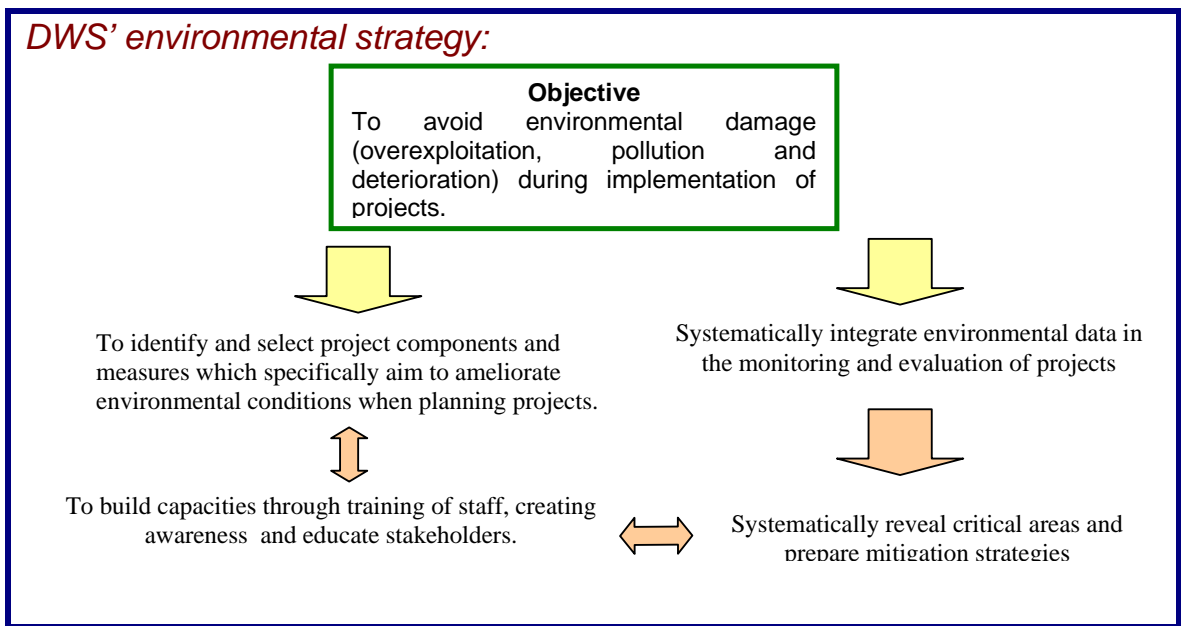 DWS’ environmental strategy:
Objective
To avoid environmental damage
(overexploitation, pollution and
deterioration) during implementation of
projects.
To identify and select project components and
measures which specifically aim to ameliorate
environmental conditions when planning projects.
Systematically integrate environmental data in
the monitoring and evaluation of projects
To build capacities through training of staff, creating
awareness and educate stakeholders.
Systematically reveal critical areas and
prepare mitigation strategies